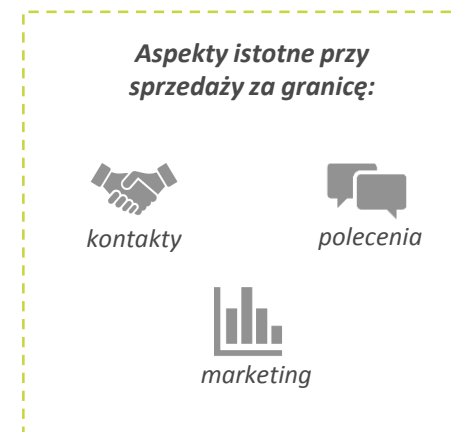 Aspekty istotne przy
sprzedaży za granicę:
kontakty
polecenia
marketing